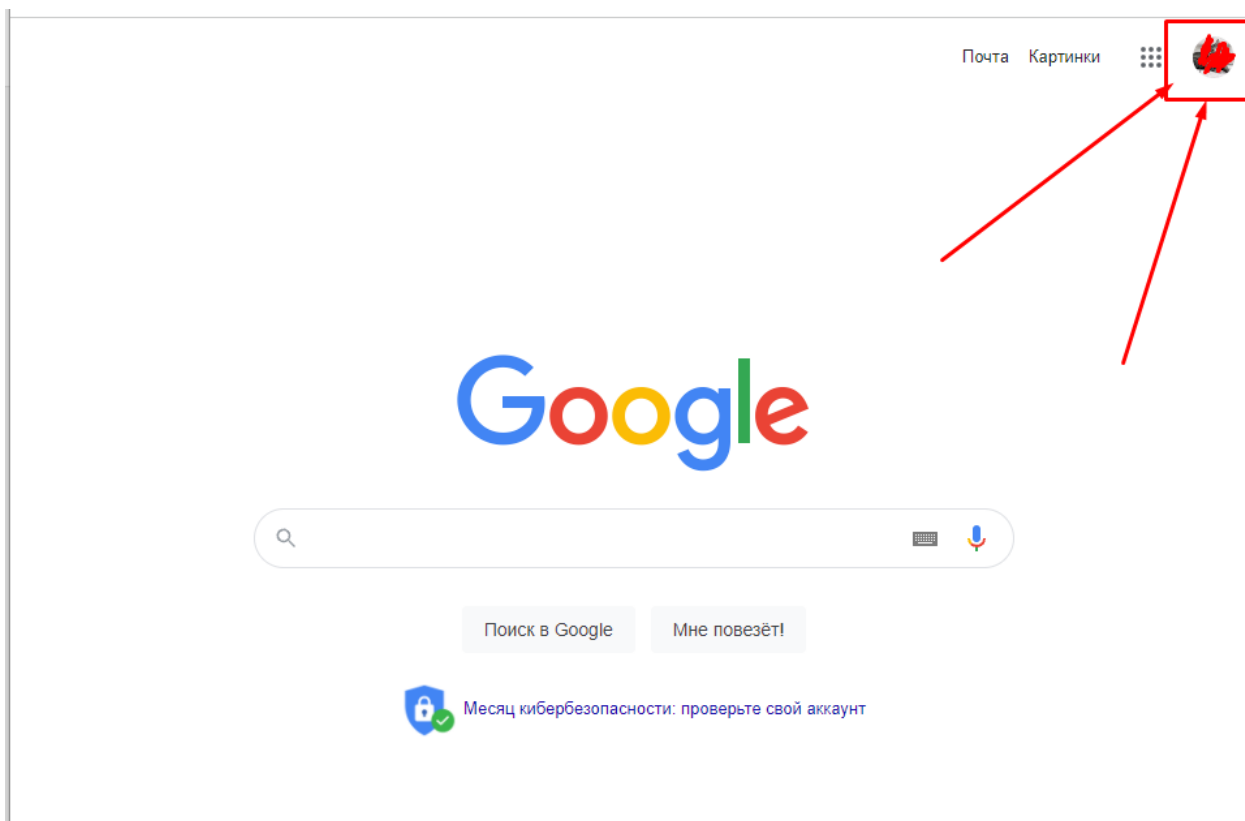 Почта Картинки
Google
Поиск в Google Мне повезёт!
Месяц кибербезопасности: проверьте свой аккаунт